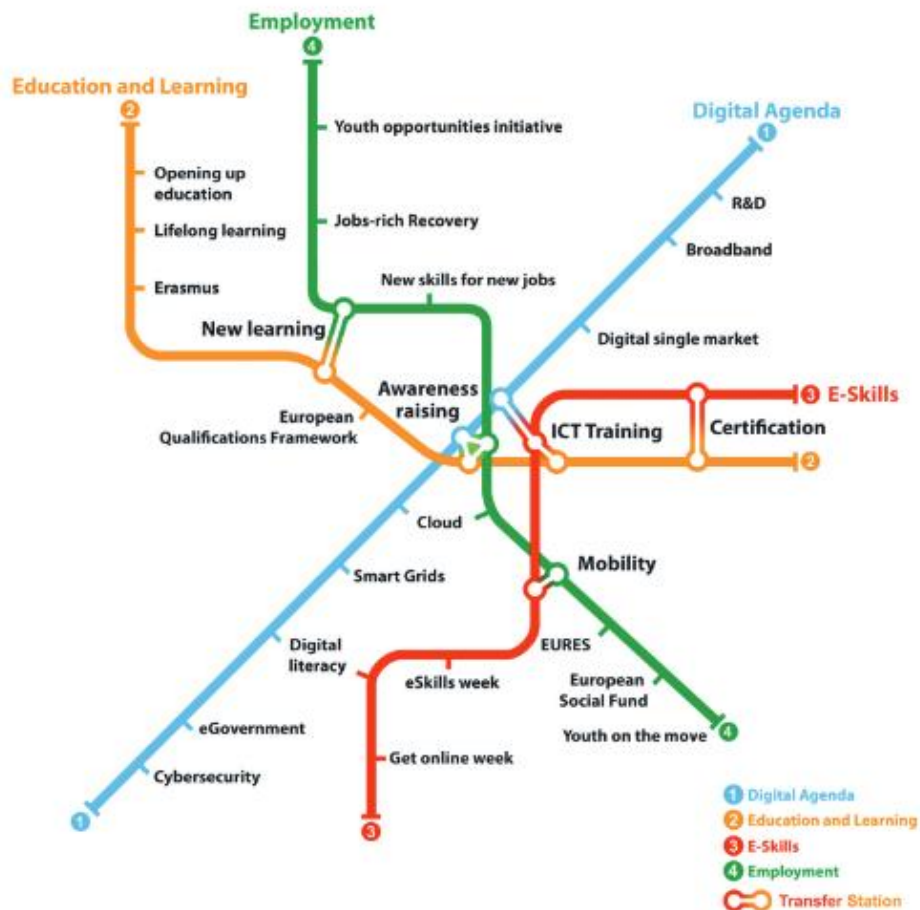 Employment
4
Education and Learning
2
Digital Agenda
1
Youth opportunities initiative
Opening up
education
R&D
Jobs-rich Recovery
Lifelong learning
Broadband
New skills for new jobs
Erasmus
New learning
Digital single market
Awareness
raising
3 E-Skills
European
Qualifications Framework
ICT Training
Certification
2
Cloud
Mobility
Smart Grids
Digital
literacy
EURES
eSkills week
European
Social Fund
eGovernment
Youth on the move
4
Get online week
Cybersecurity
1
3
1 Digital Agenda
2 Education and Learning
3 E-Skills
4 Employment
Transfer Station